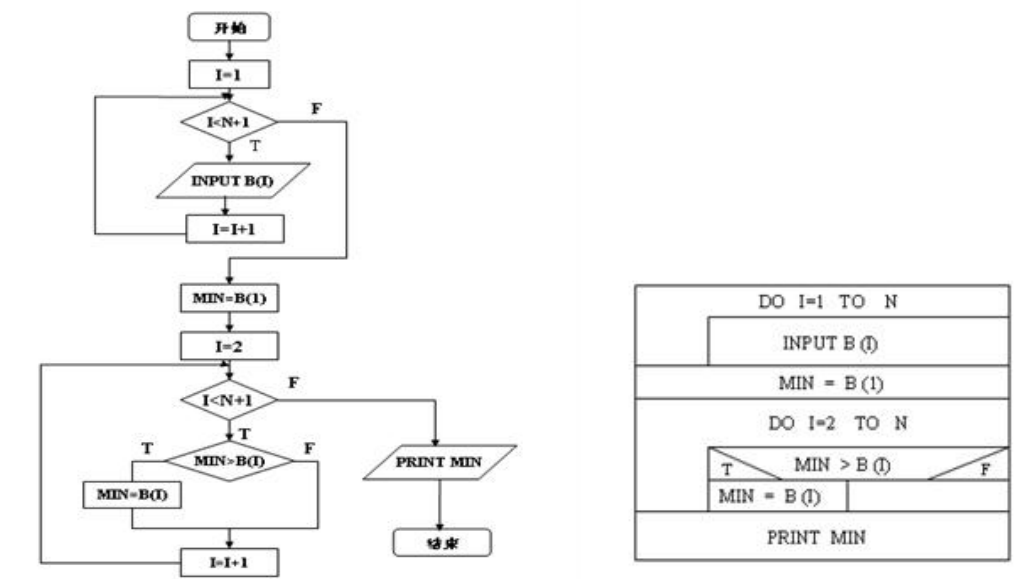 开始
I=1
I<N+1
F
T
INPUT B(I)
I=I+1
MIN=B(1)
I=2
I<N+1
F
T
MIN>B(I)
T
F
MIN=B(I)
I=I+1
PRINT MIN
结束
DO I=1 TO N
INPUT B (I)
MIN = B (1)
DO I=2 TO N
T MIN > B (I) F
MIN = B (I)
PRINT MIN